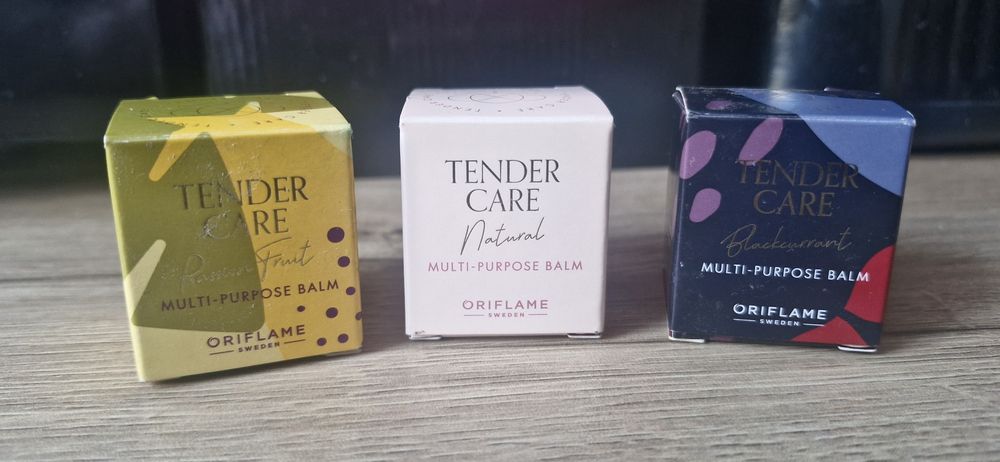 TENDER
CARE
Passion Fruit
MULTI-PURPOSE BALM
ORIFLAME
SWEDEN
TENDER
CARE
Natural
MULTI-PURPOSE BALM
ORIFLAME
SWEDEN
TENDER
CARE
Blackcurrant
MULTI-PURPOSE BALM
ORIFLAME
SWEDEN